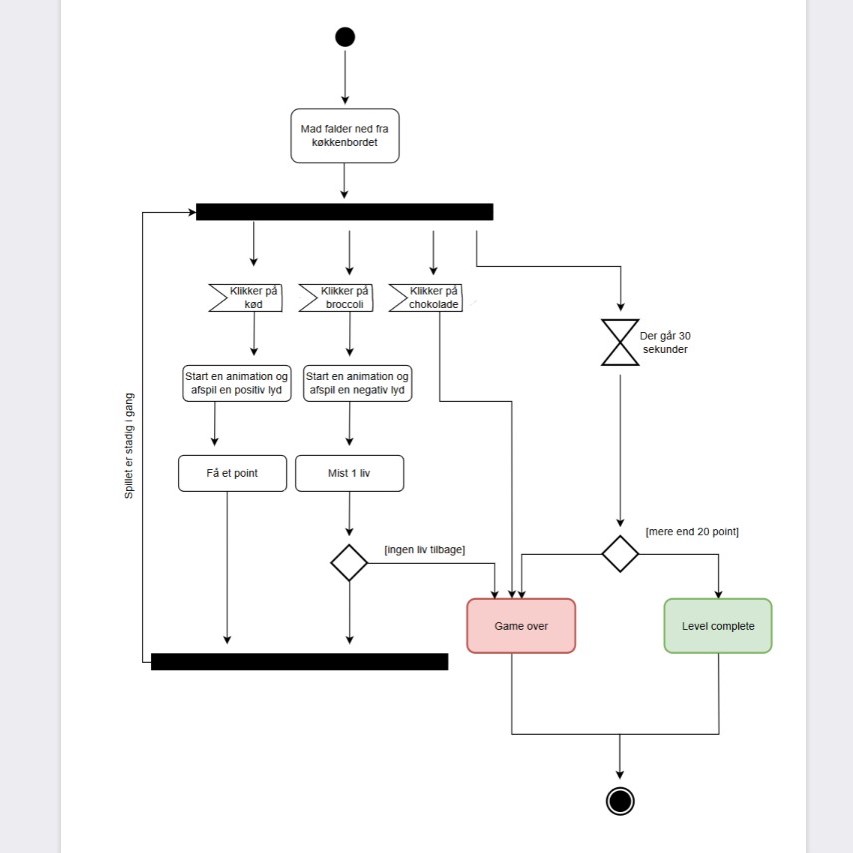 Mad falder ned fra
køkkenbordet
Klikker på
kød
Klikker på
broccoli
Klikker på
chokolade
Der går 30
sekunder
Start en animation og
afspil en positiv lyd
Start en animation og
afspil en negativ lyd
Spillet er stadig i gang
Få et point
Mist 1 liv
[ingen liv tilbage]
[mere end 20 point]
Game over
Level complete